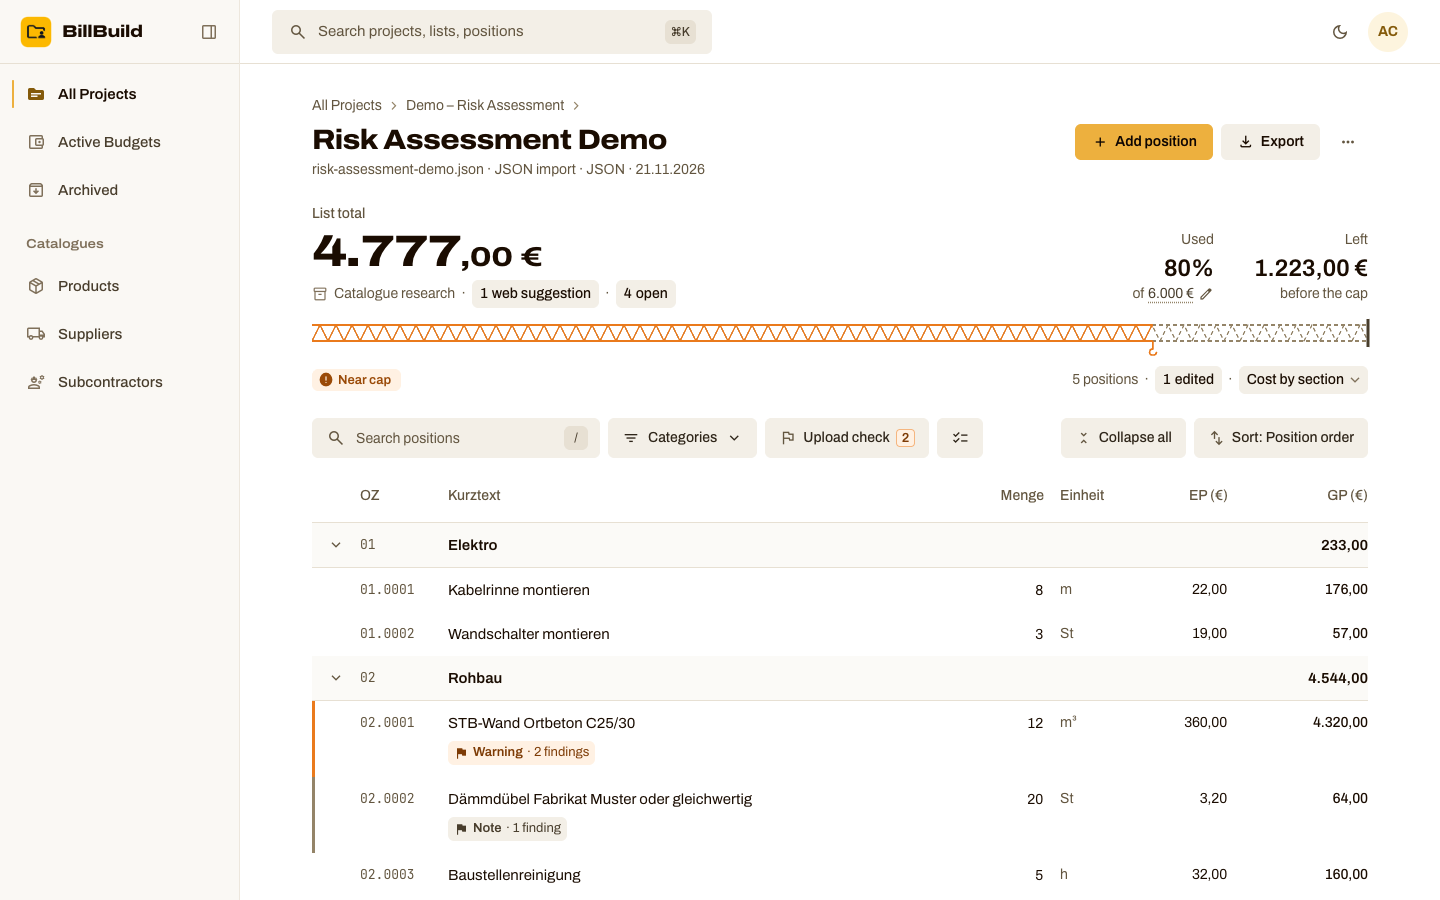 BillBuild
Search projects, lists, positions
⌘K
AC
All Projects
Active Budgets
Archived
Catalogues
Products
Suppliers
Subcontractors
All Projects
Demo – Risk Assessment
Risk Assessment Demo
risk-assessment-demo.json · JSON import · JSON · 21.11.2026
Add position
Export
List total
4.777,00 €
Used
Left
80%
1.223,00 €
Catalogue research · 1 web suggestion · 4 open
of 6.000 €
before the cap
Near cap
5 positions · 1 edited · Cost by section
Search positions
/
Categories
Upload check 2
Collapse all
Sort: Position order
OZ Kurztext Menge Einheit EP (€) GP (€)
01 Elektro 233,00
01.0001 Kabelrinne montieren 8 m 22,00 176,00
01.0002 Wandschalter montieren 3 St 19,00 57,00
02 Rohbau 4.544,00
02.0001 STB-Wand Ortbeton C25/30 12 m³ 360,00 4.320,00
Warning · 2 findings
02.0002 Dämmdübel Fabrikat Muster oder gleichwertig 20 St 3,20 64,00
Note · 1 finding
02.0003 Baustellenreinigung 5 h 32,00 160,00